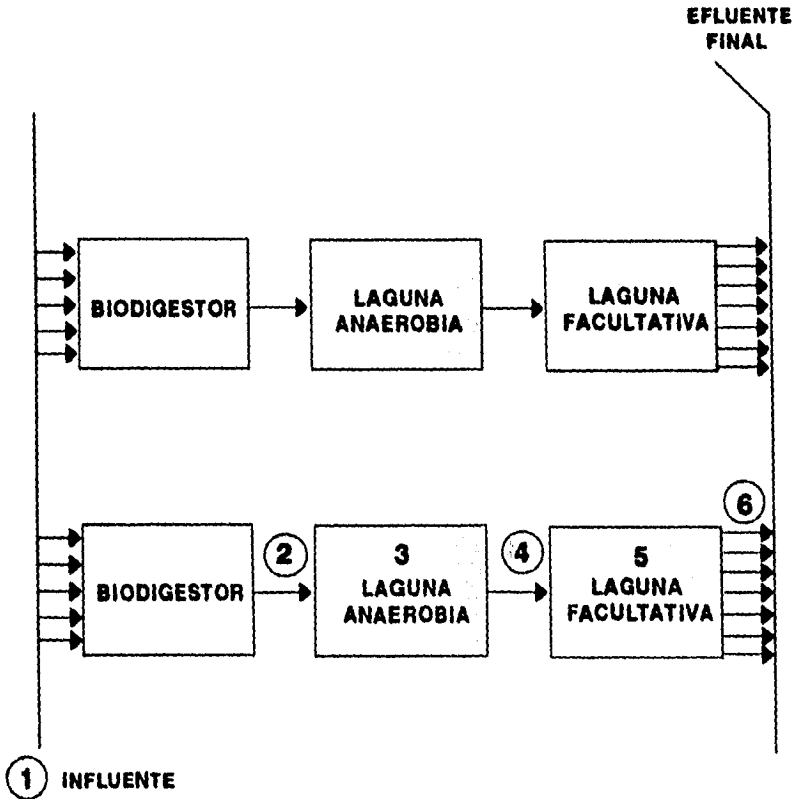 EFLUENTE
FINAL
BIODIGESTOR
LAGUNA
ANAEROBIA
LAGUNA
FACULTATIVA
6
2
3
4
5
BIODIGESTOR
LAGUNA
ANAEROBIA
LAGUNA
FACULTATIVA
1 INFLUENTE